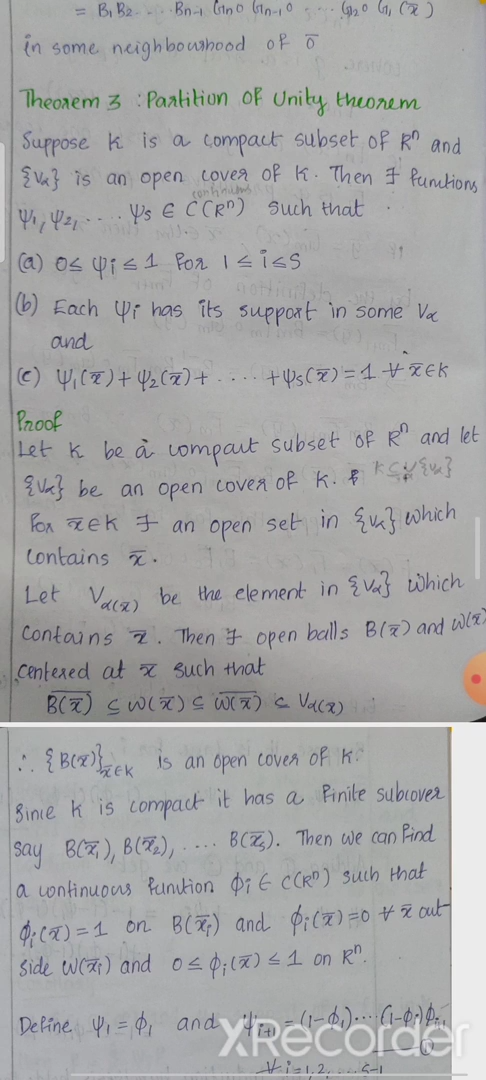 = B₁B₂ ..... Bn-1 Gn o Gn-1 o ... G2 o G1 (x̄)
in some neighbourhood of ō
Theorem 3 : Partition of Unity theorem
Suppose K is a compact subset of Rⁿ and
{Vα} is an open cover of K. Then ∃ functions
continuous
ψ₁, ψ₂, .... ψs ∈ C(Rⁿ) such that
(a) 0 ≤ ψi ≤ 1 for 1 ≤ i ≤ s
(b) Each ψi has its support in some Vα
and
(c) ψ₁(x̄) + ψ₂(x̄) + ..... + ψs(x̄) = 1 ∀ x̄ ∈ K
Proof
Let K be a compact subset of Rⁿ and let
{Vα} be an open cover of K. K ⊆ ∪{Vα}
For x̄ ∈ K ∃ an open set in {Vα} which
contains x̄.
Let Vα(x̄) be the element in {Vα} which
contains x̄. Then ∃ open balls B(x̄) and W(x̄)
centered at x̄ such that
B̅(̅x̅̄)̅ ⊆ W(x̄) ⊆ W̅(̅x̅̄)̅ ⊆ Vα(x̄)
∴ {B(x̄)}x̄∈K is an open cover of K.
Since K is compact it has a finite subcover
say B(x̄₁), B(x̄₂), .... B(x̄s). Then we can find
a continuous function φi ∈ C(Rⁿ) such that
φi(x̄) = 1 on B(x̄i) and φi(x̄) = 0 ∀ x̄ out
side W(x̄i) and 0 ≤ φi(x̄) ≤ 1 on Rⁿ.
Define ψ₁ = φ₁ and ψi+1 = (1-φ₁)....(1-φi)φi+1
①
∀ i = 1,2, .... s-1
XRecorder